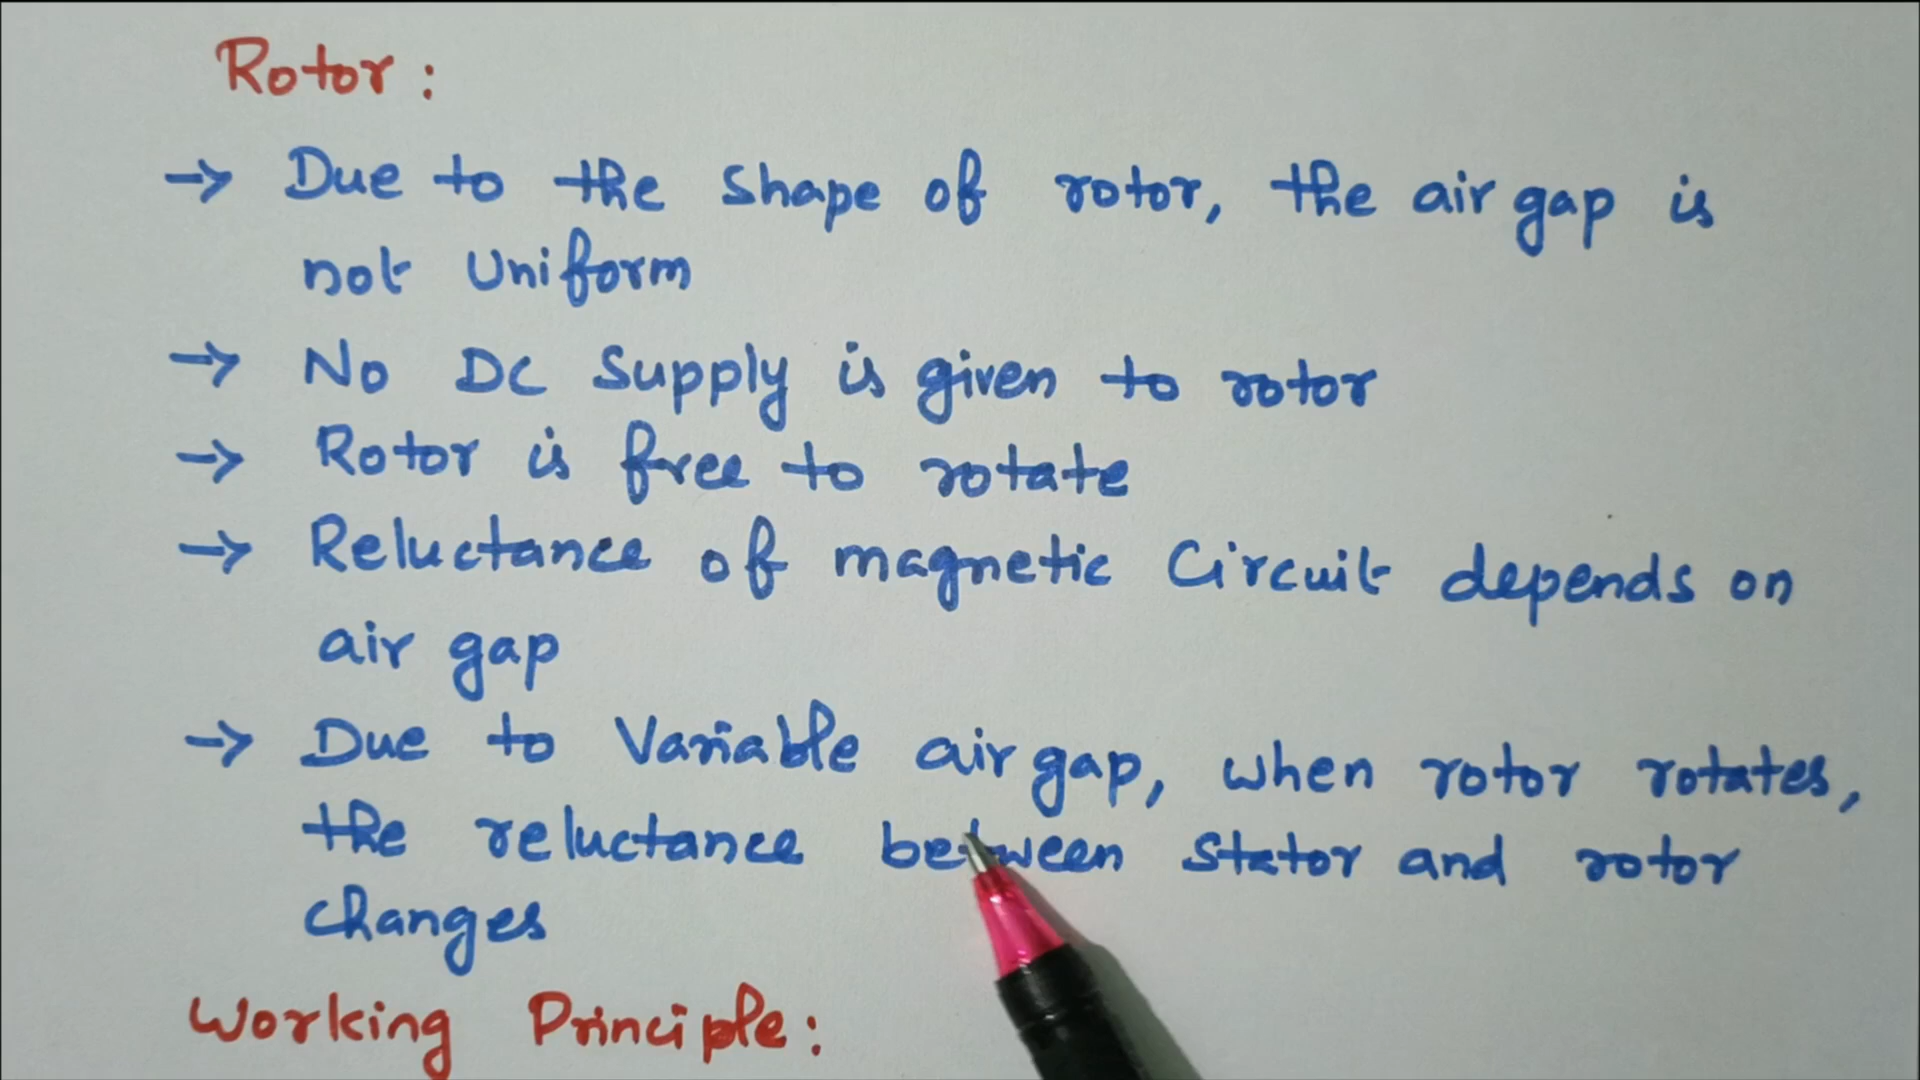 Rotor:
→ Due to the shape of rotor, the air gap is
not Uniform
→ No DC Supply is given to rotor
→ Rotor is free to rotate
→ Reluctance of magnetic Circuit depends on
air gap
→ Due to Variable air gap, when rotor rotates,
the reluctance between stator and rotor
changes
Working Principle: